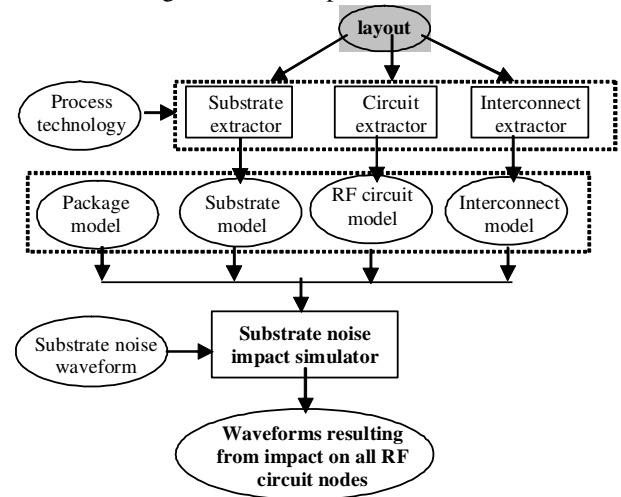 layout
Process
technology
Substrate
extractor
Circuit
extractor
Interconnect
extractor
Package
model
Substrate
model
RF circuit
model
Interconnect
model
Substrate noise
waveform
Substrate noise
impact simulator
Waveforms resulting
from impact on all RF
circuit nodes